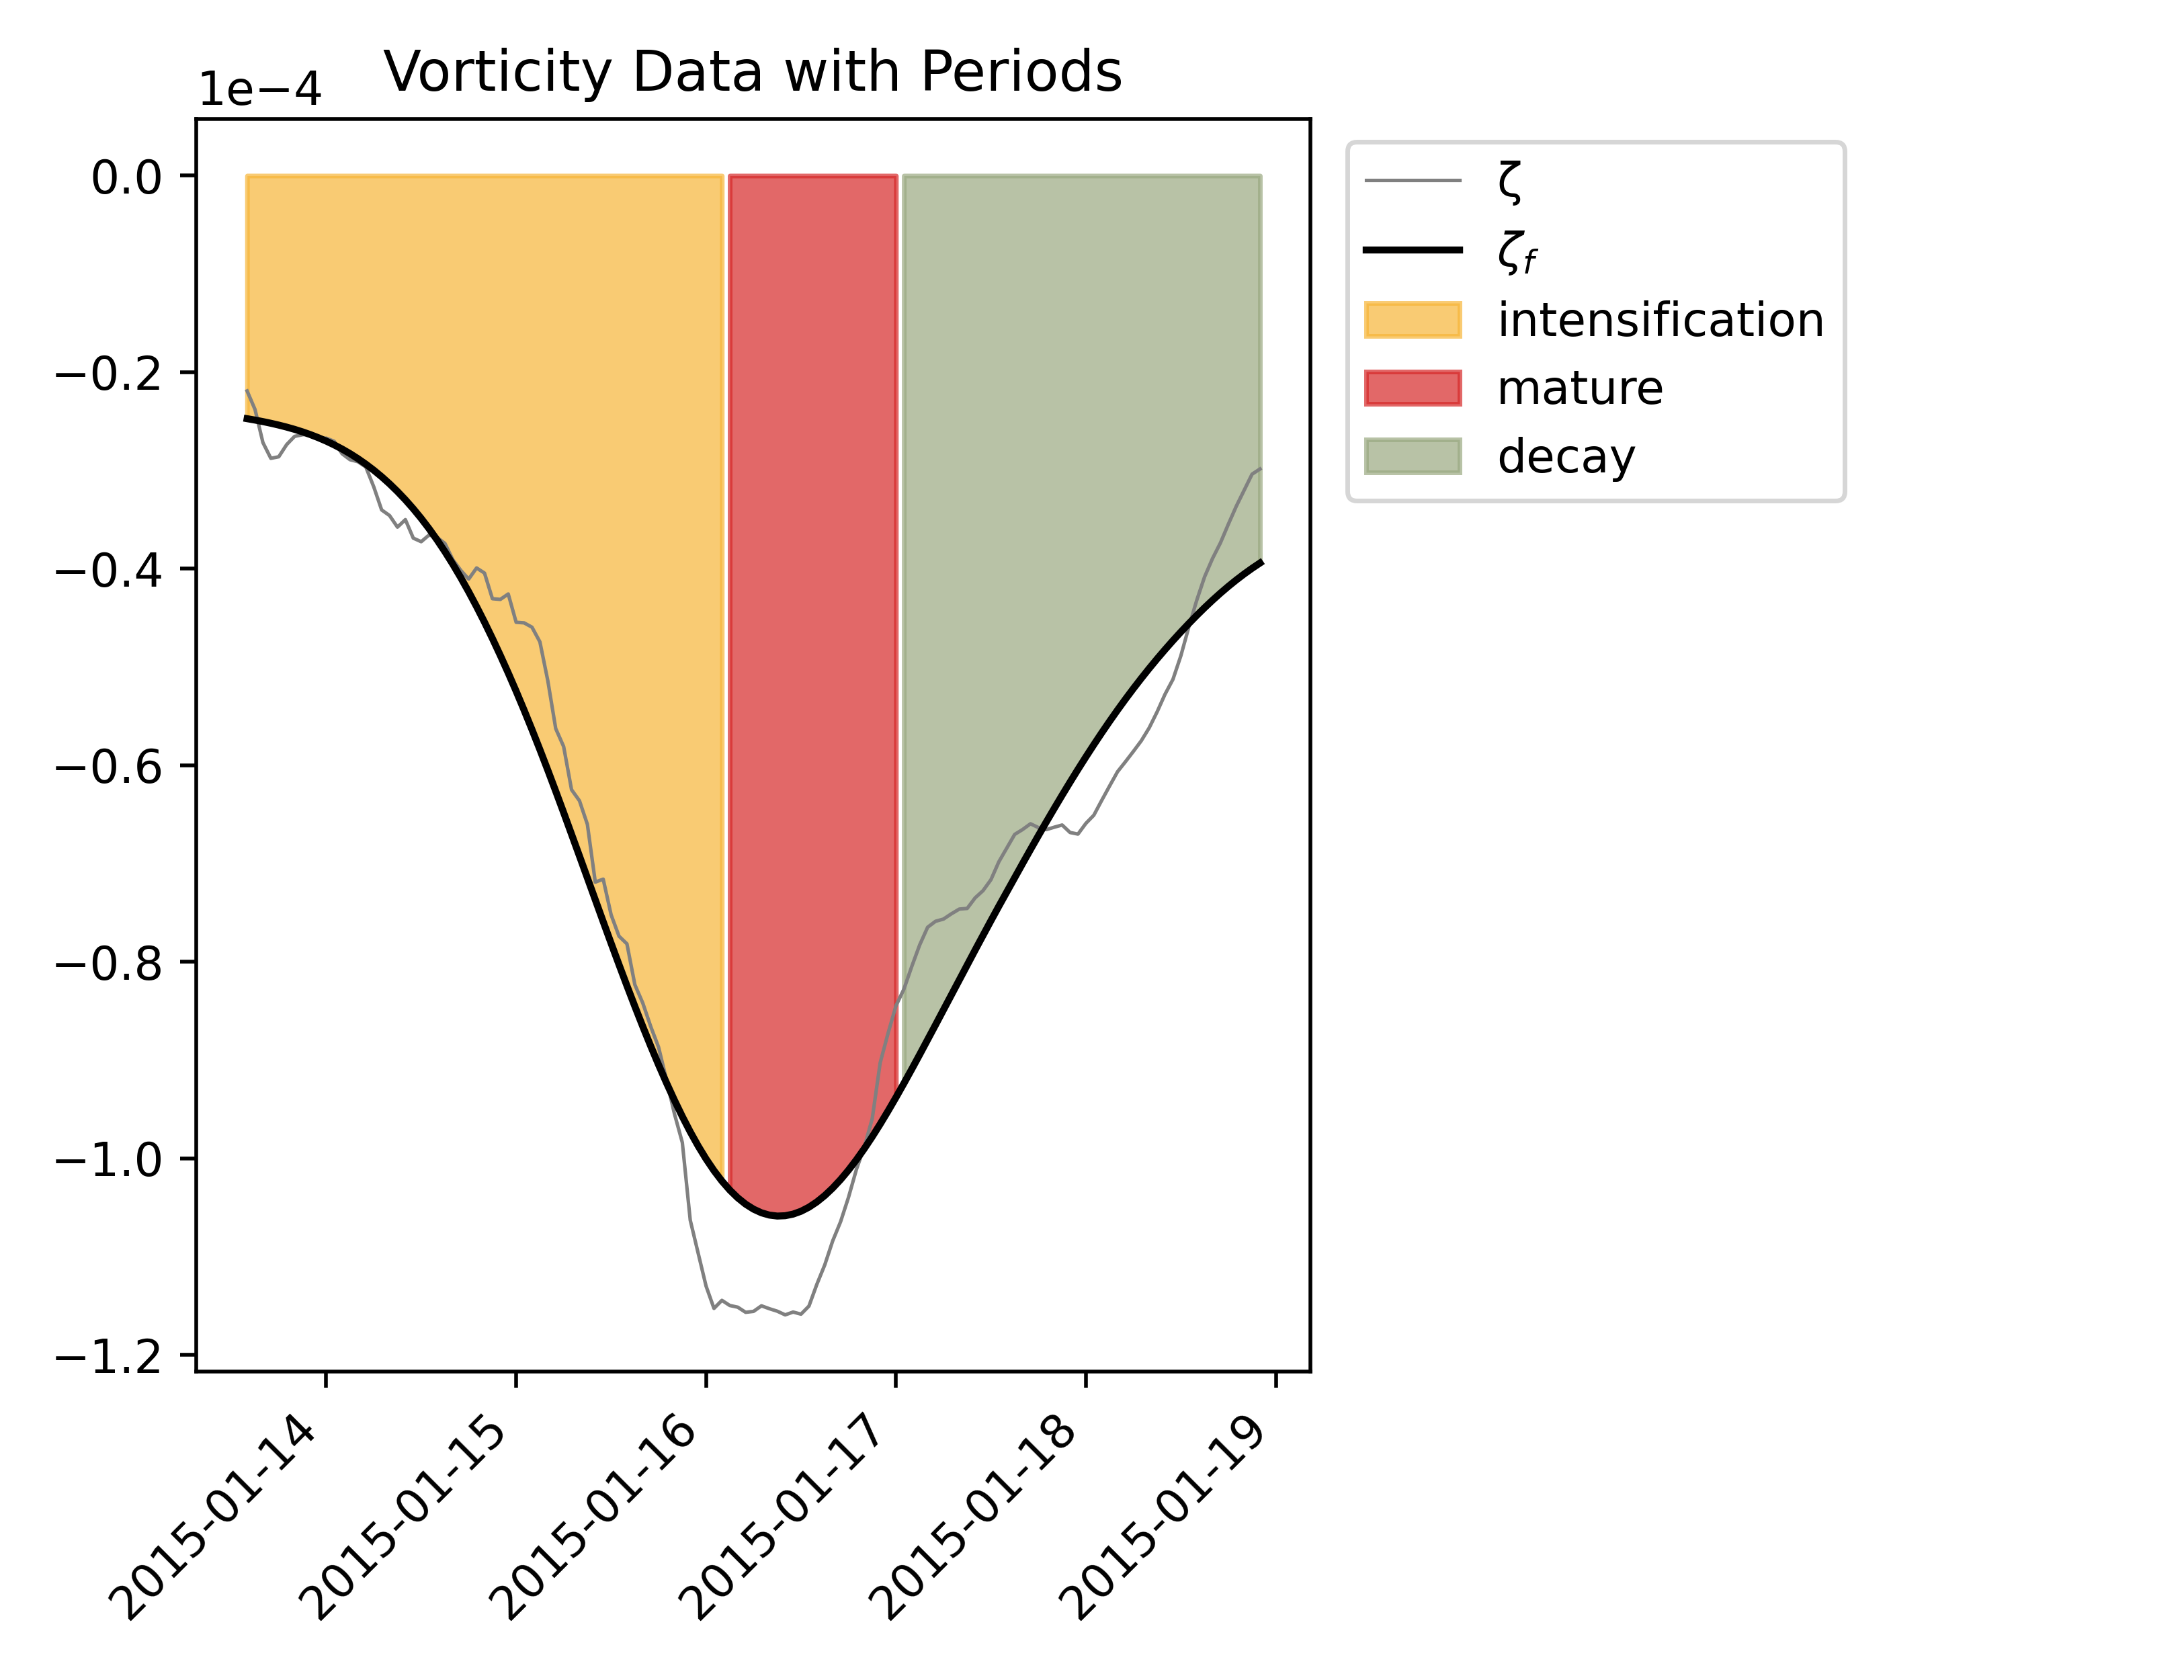 Vorticity Data with Periods
1e−4
0.0
−0.2
−0.4
−0.6
−0.8
−1.0
−1.2
2015-01-14
2015-01-15
2015-01-16
2015-01-17
2015-01-18
2015-01-19
ζ
ζf
intensification
mature
decay